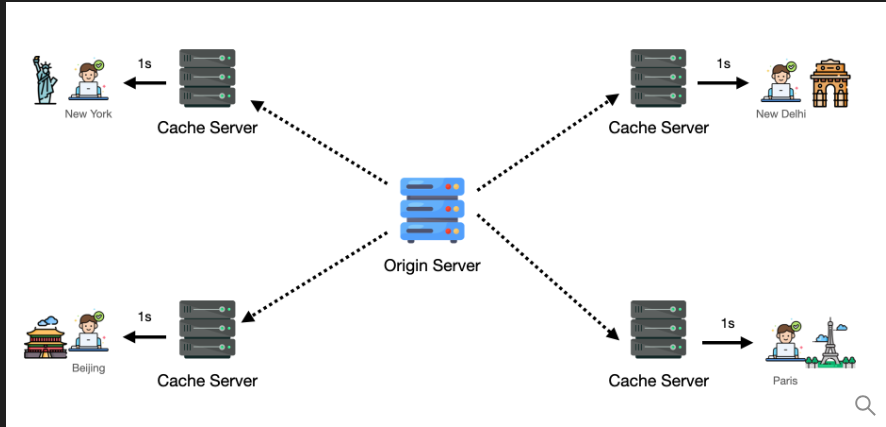 1s
1s
New York
New Delhi
Cache Server
Cache Server
Origin Server
1s
1s
Beijing
Paris
Cache Server
Cache Server